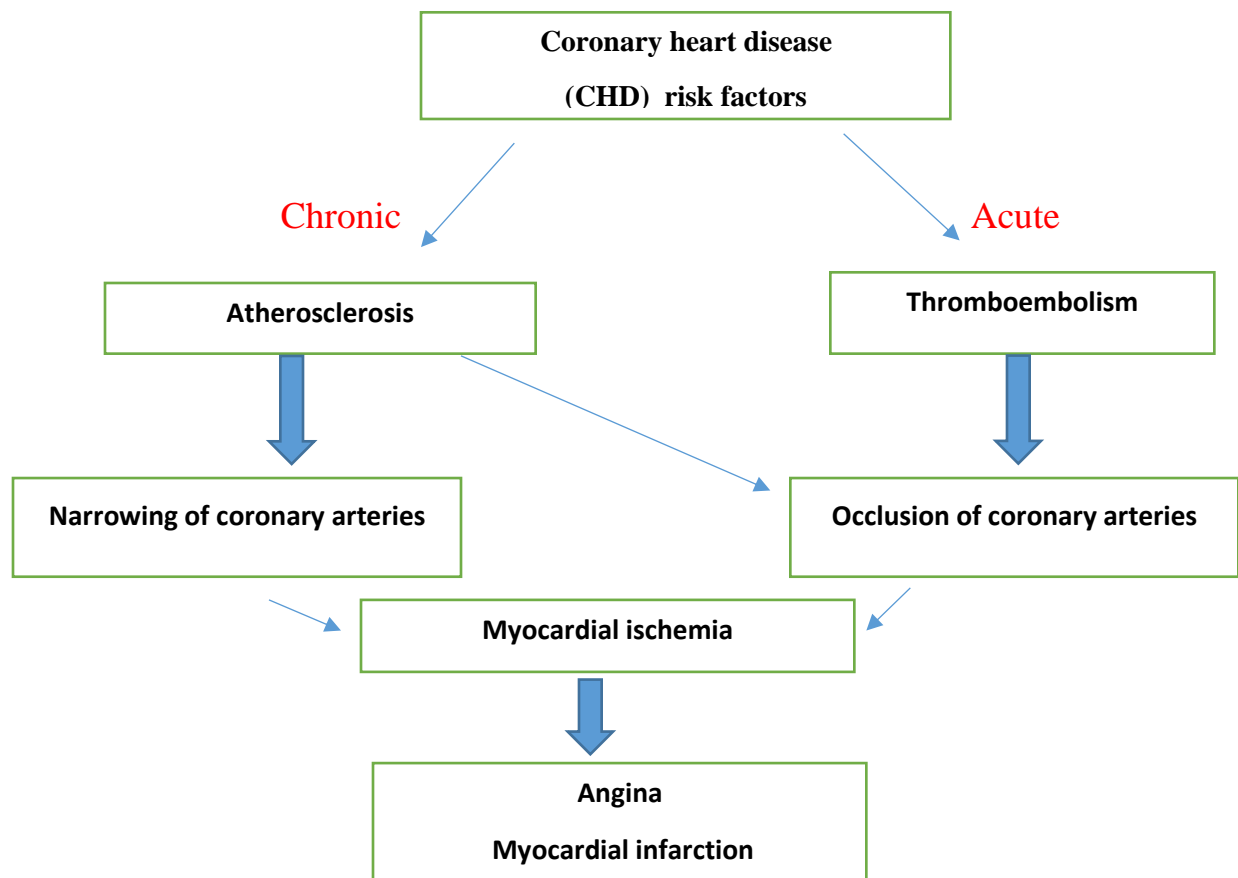 Coronary heart disease
(CHD) risk factors
Chronic
Acute
Atherosclerosis
Thromboembolism
Narrowing of coronary arteries
Occlusion of coronary arteries
Myocardial ischemia
Angina
Myocardial infarction